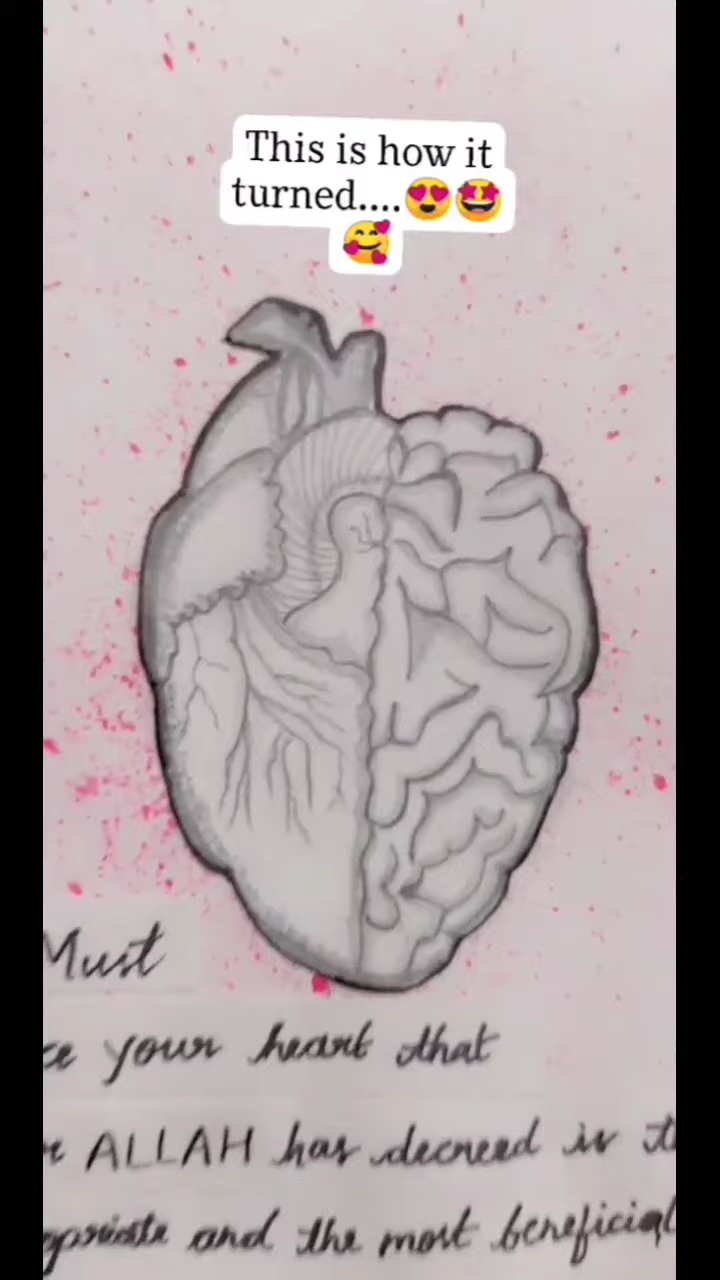 This is how it
turned....😍🤩
🥰
Must
your heart that
ALLAH has decreed is
and the most beneficial